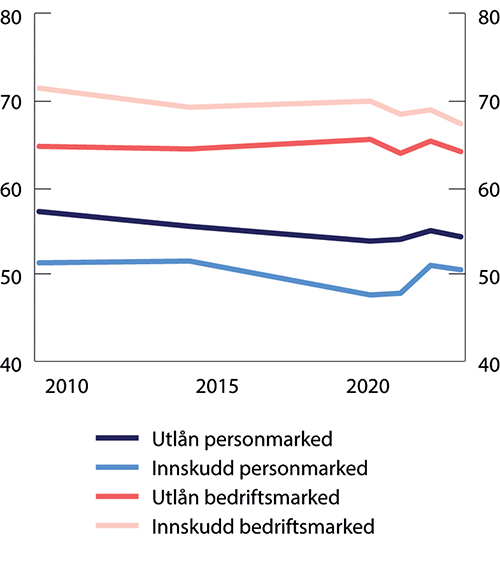 80 80
70 70
60 60
50 50
40 40
2010 2015 2020
Utlån personmarked
Innskudd personmarked
Utlån bedriftsmarked
Innskudd bedriftsmarked